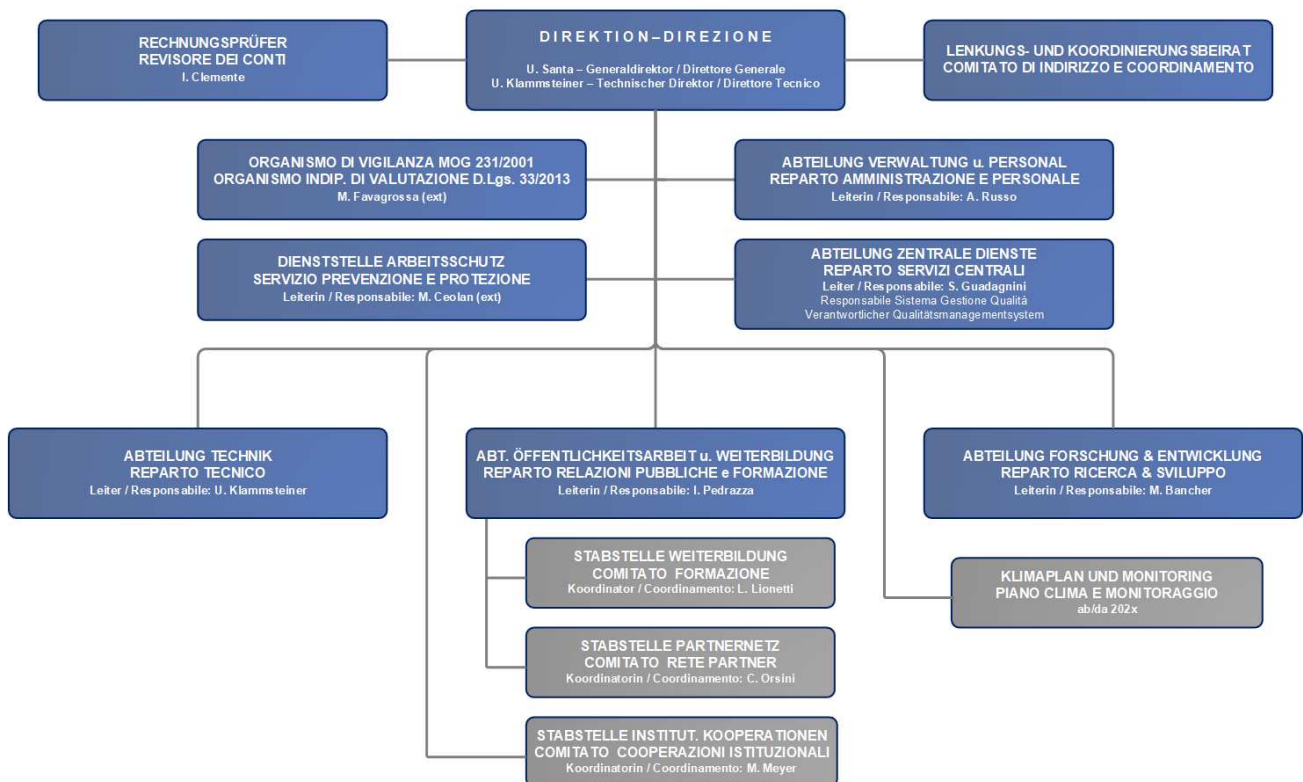 RECHNUNGSPRÜFER
REVISORE DEI CONTI
I. Clemente
DIREKTION–DIREZIONE
U. Santa – Generaldirektor / Direttore Generale
U. Klammsteiner – Technischer Direktor / Direttore Tecnico
LENKUNGS- UND KOORDINIERUNGSBEIRAT
COMITATO DI INDIRIZZO E COORDINAMENTO
ORGANISMO DI VIGILANZA MOG 231/2001
ORGANISMO INDIP. DI VALUTAZIONE D.Lgs. 33/2013
M. Favagrossa (ext)
ABTEILUNG VERWALTUNG u. PERSONAL
REPARTO AMMINISTRAZIONE E PERSONALE
Leiterin / Responsabile: A. Russo
DIENSTSTELLE ARBEITSSCHUTZ
SERVIZIO PREVENZIONE E PROTEZIONE
Leiterin / Responsabile: M. Ceolan (ext)
ABTEILUNG ZENTRALE DIENSTE
REPARTO SERVIZI CENTRALI
Leiter / Responsabile: S. Guadagnini
Responsabile Sistema Gestione Qualità
Verantwortlicher Qualitätsmanagementsystem
ABTEILUNG TECHNIK
REPARTO TECNICO
Leiter / Responsabile: U. Klammsteiner
ABT. ÖFFENTLICHKEITSARBEIT u. WEITERBILDUNG
REPARTO RELAZIONI PUBBLICHE e FORMAZIONE
Leiterin / Responsabile: I. Pedrazza
ABTEILUNG FORSCHUNG & ENTWICKLUNG
REPARTO RICERCA & SVILUPPO
Leiterin / Responsabile: M. Bancher
STABSTELLE WEITERBILDUNG
COMITATO FORMAZIONE
Koordinator / Coordinamento: L. Lionetti
KLIMAPLAN UND MONITORING
PIANO CLIMA E MONITORAGGIO
ab/da 202x
STABSTELLE PARTNERNETZ
COMITATO RETE PARTNER
Koordinatorin / Coordinamento: C. Orsini
STABSTELLE INSTITUT. KOOPERATIONEN
COMITATO COOPERAZIONI ISTITUZIONALI
Koordinatorin / Coordinamento: M. Meyer